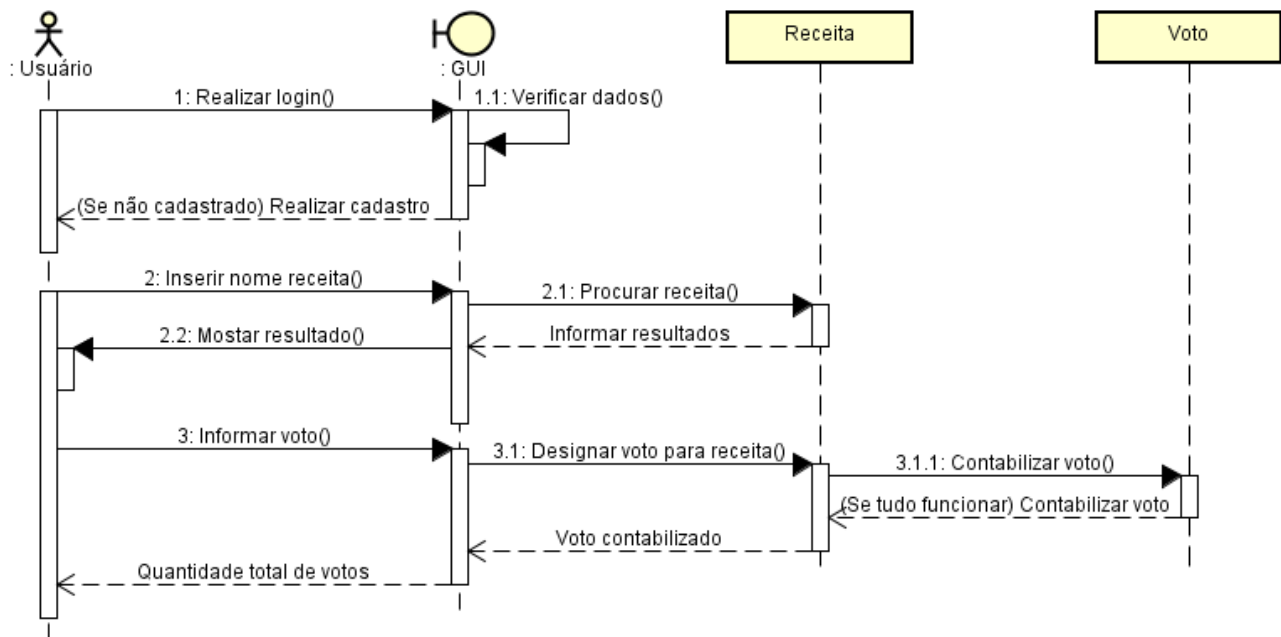 Receita
Voto
: Usuário
: GUI
1: Realizar login()
1.1: Verificar dados()
(Se não cadastrado) Realizar cadastro
2: Inserir nome receita()
2.1: Procurar receita()
Informar resultados
2.2: Mostar resultado()
3: Informar voto()
3.1: Designar voto para receita()
3.1.1: Contabilizar voto()
(Se tudo funcionar) Contabilizar voto
Voto contabilizado
Quantidade total de votos